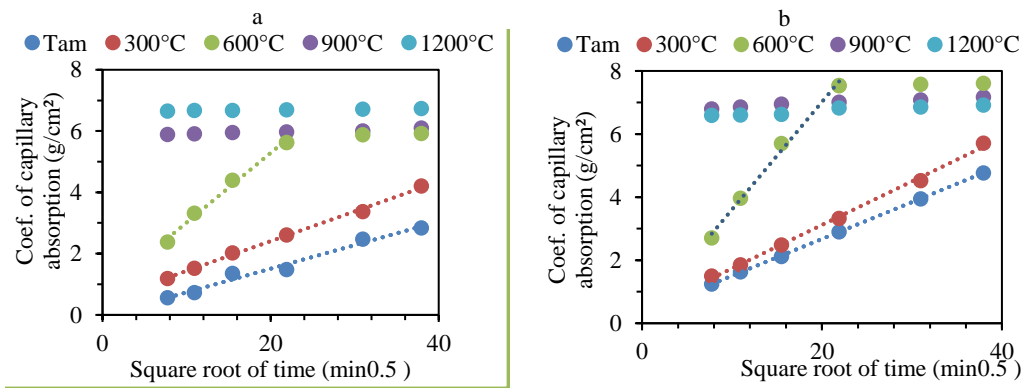 a
Tam 300°C 600°C 900°C 1200°C
8
6
4
2
0
0 20 40
Coef. of capillary
absorption (g/cm²)
Square root of time (min0.5 )
b
Tam 300°C 600°C 900°C 1200°C
8
6
4
2
0
0 20 40
Coef. of capillary
absorption (g/cm²)
Square root of time (min0.5 )